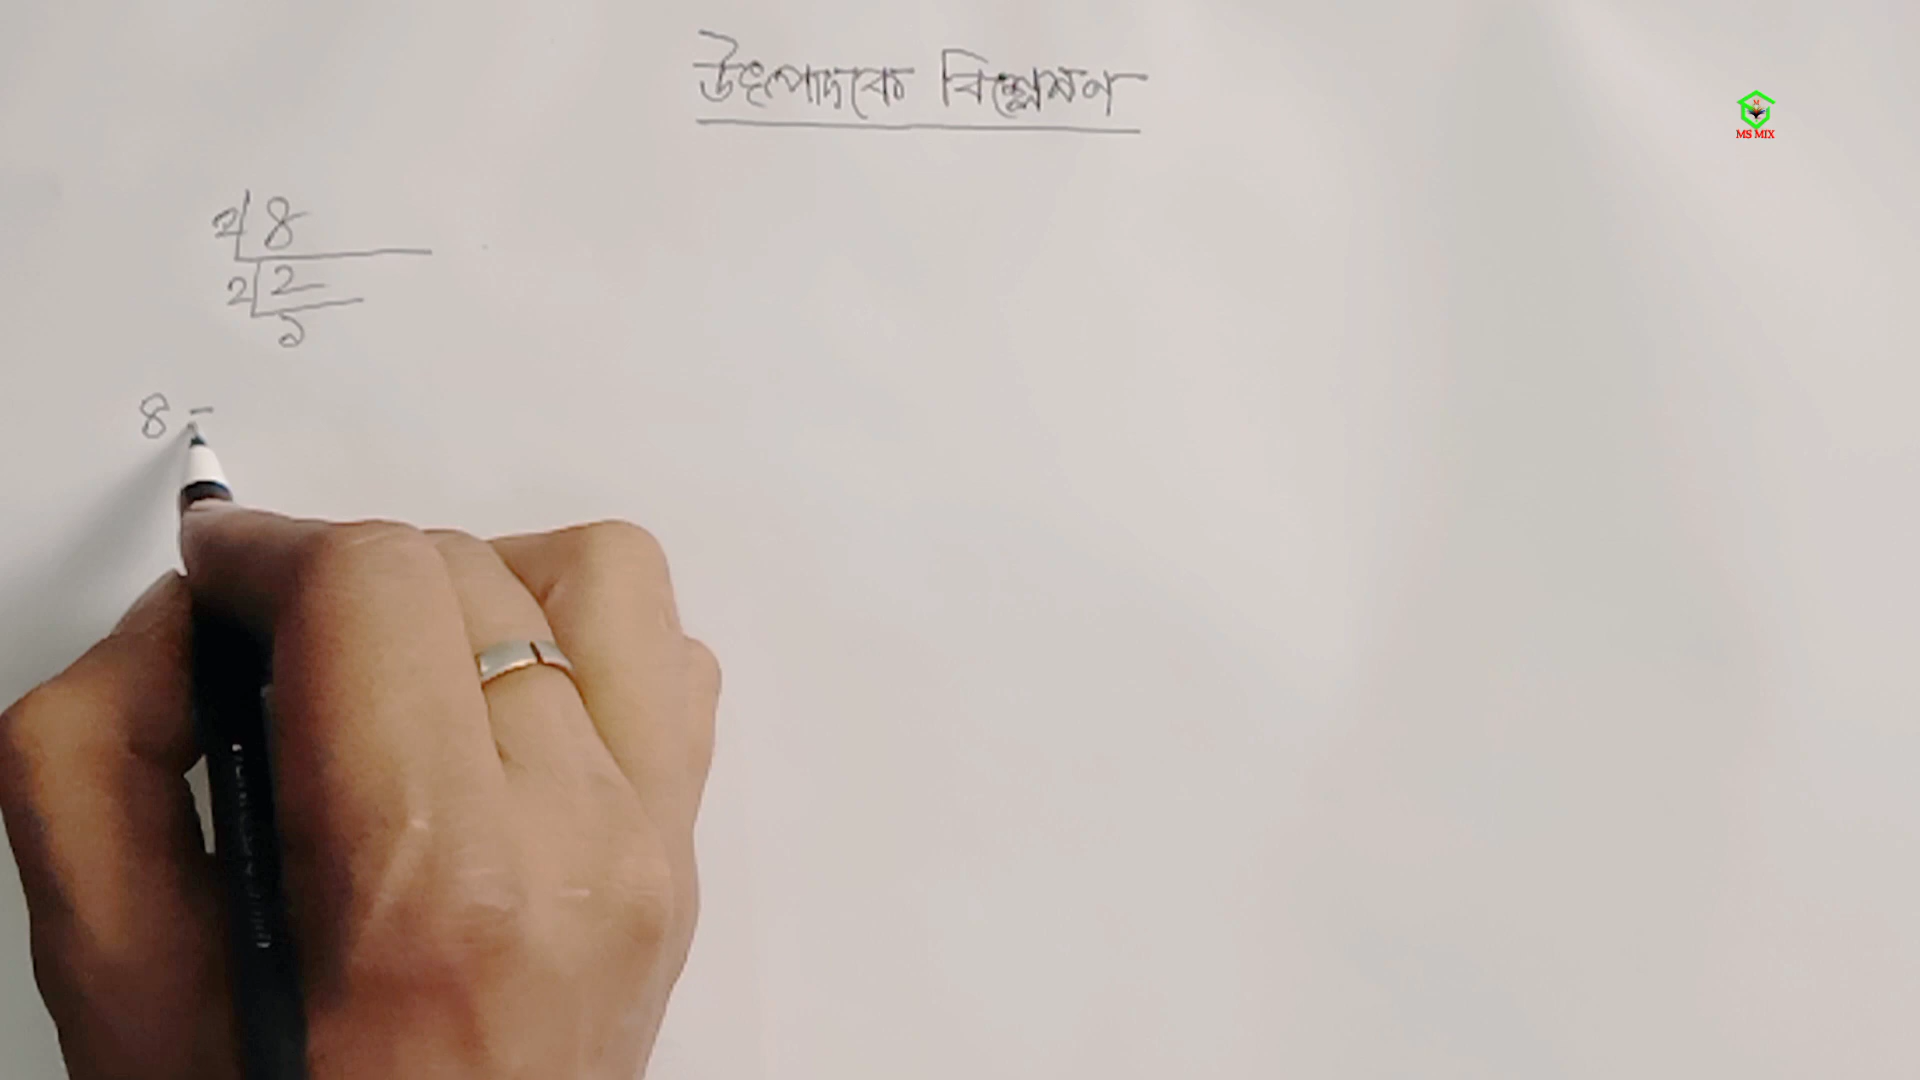 উৎপাদকে বিশ্লেষণ
MS MIX
২ ৪
২ ২
১
৪ =